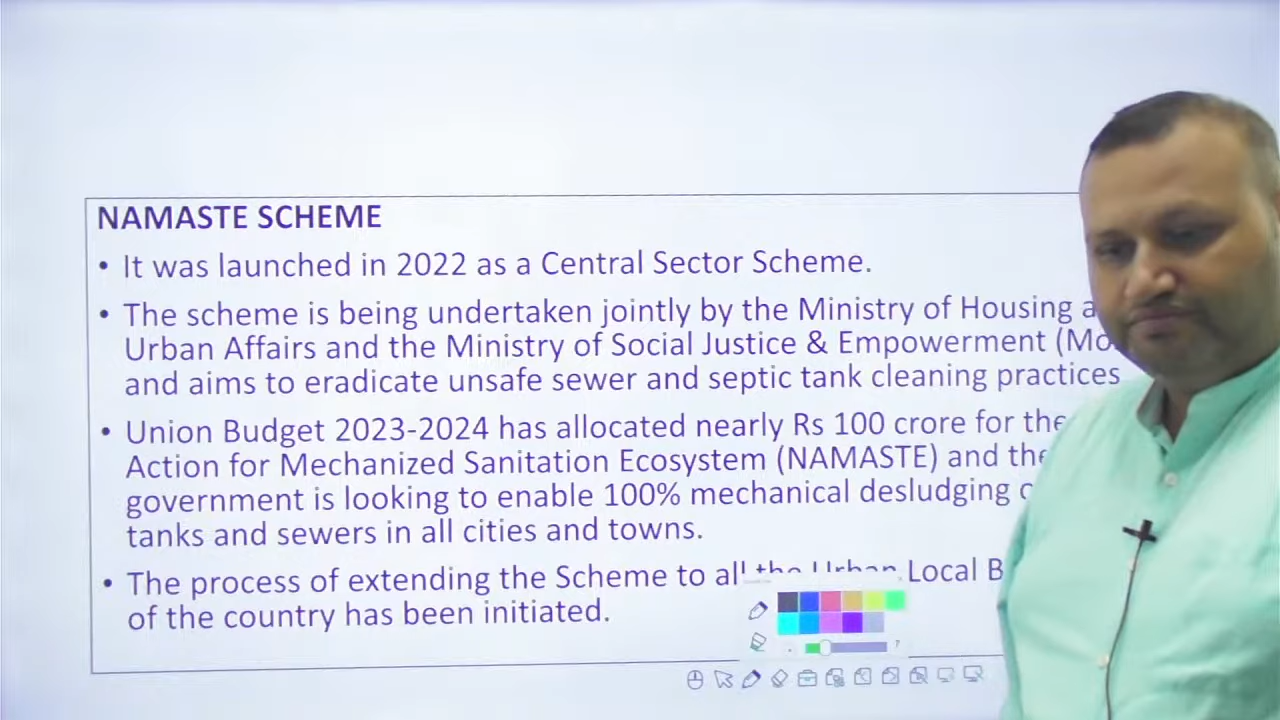 NAMASTE SCHEME
• It was launched in 2022 as a Central Sector Scheme.
• The scheme is being undertaken jointly by the Ministry of Housing
Urban Affairs and the Ministry of Social Justice & Empowerment
and aims to eradicate unsafe sewer and septic tank cleaning practices
• Union Budget 2023-2024 has allocated nearly Rs 100 crore for the
Action for Mechanized Sanitation Ecosystem (NAMASTE) and the
government is looking to enable 100% mechanical desludging
tanks and sewers in all cities and towns.
• The process of extending the Scheme to all the Urban Local
of the country has been initiated.